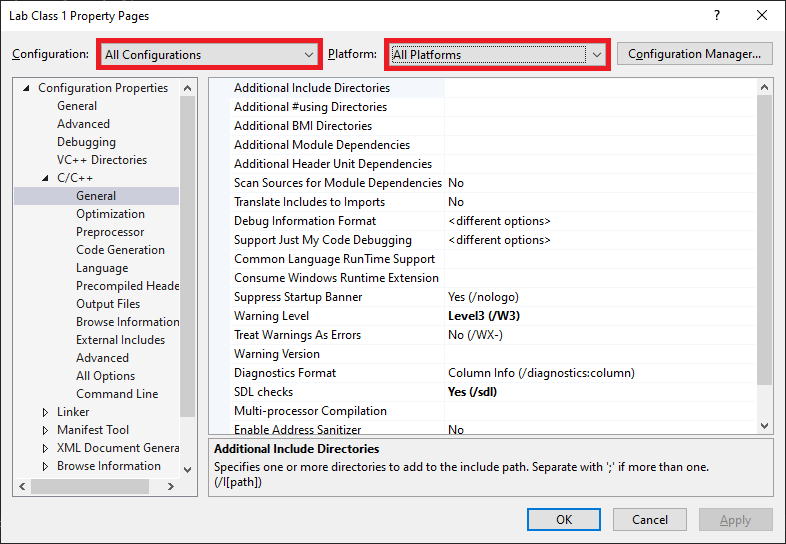 Lab Class 1 Property Pages
Configuration: All Configurations Platform: All Platforms Configuration Manager...
Configuration Properties
General
Advanced
Debugging
VC++ Directories
C/C++
General
Optimization
Preprocessor
Code Generation
Language
Precompiled Heade
Output Files
Browse Information
External Includes
Advanced
All Options
Command Line
Linker
Manifest Tool
XML Document Genera
Browse Information
Additional Include Directories
Additional #using Directories
Additional BMI Directories
Additional Module Dependencies
Additional Header Unit Dependencies
Scan Sources for Module Dependencies No
Translate Includes to Imports No
Debug Information Format <different options>
Support Just My Code Debugging <different options>
Common Language RunTime Support
Consume Windows Runtime Extension
Suppress Startup Banner Yes (/nologo)
Warning Level Level3 (/W3)
Treat Warnings As Errors No (/WX-)
Warning Version
Diagnostics Format Column Info (/diagnostics:column)
SDL checks Yes (/sdl)
Multi-processor Compilation
Enable Address Sanitizer No
Additional Include Directories
Specifies one or more directories to add to the include path. Separate with ';' if more than one.
(/I[path])
OK Cancel Apply